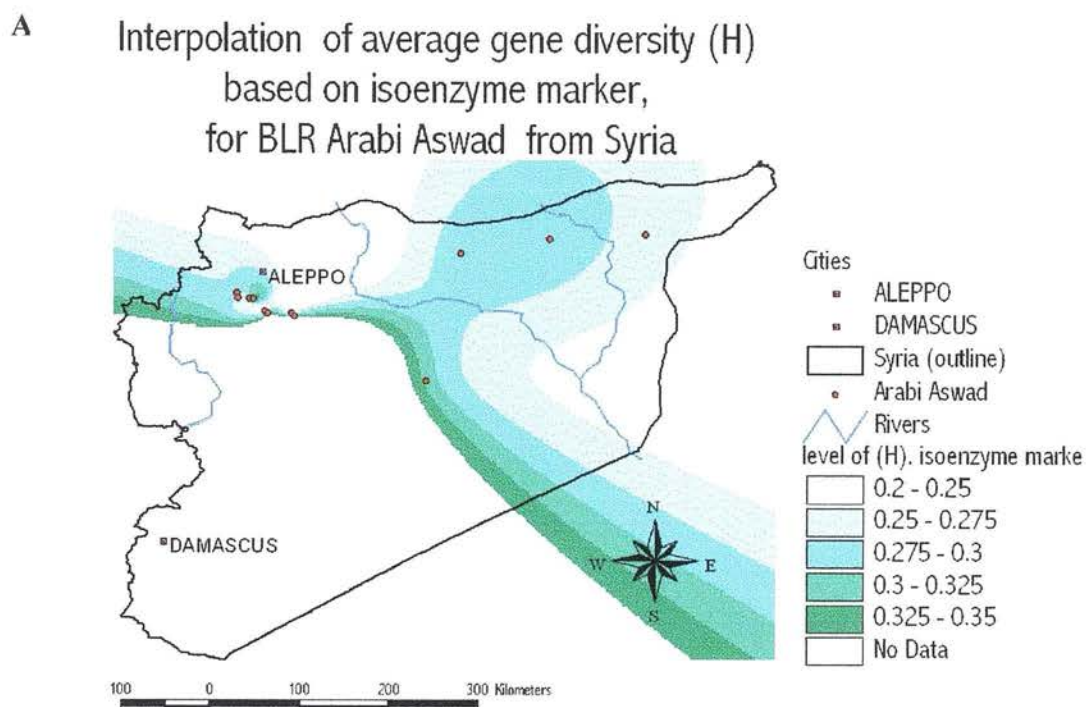 A
Interpolation of average gene diversity (H)
based on isoenzyme marker,
for BLR Arabi Aswad from Syria
ALEPPO
DAMASCUS
N
W
E
S
Cities
ALEPPO
DAMASCUS
Syria (outline)
Arabi Aswad
Rivers
level of (H). isoenzyme marke
0.2 - 0.25
0.25 - 0.275
0.275 - 0.3
0.3 - 0.325
0.325 - 0.35
No Data
100 0 100 200 300 Kilometers